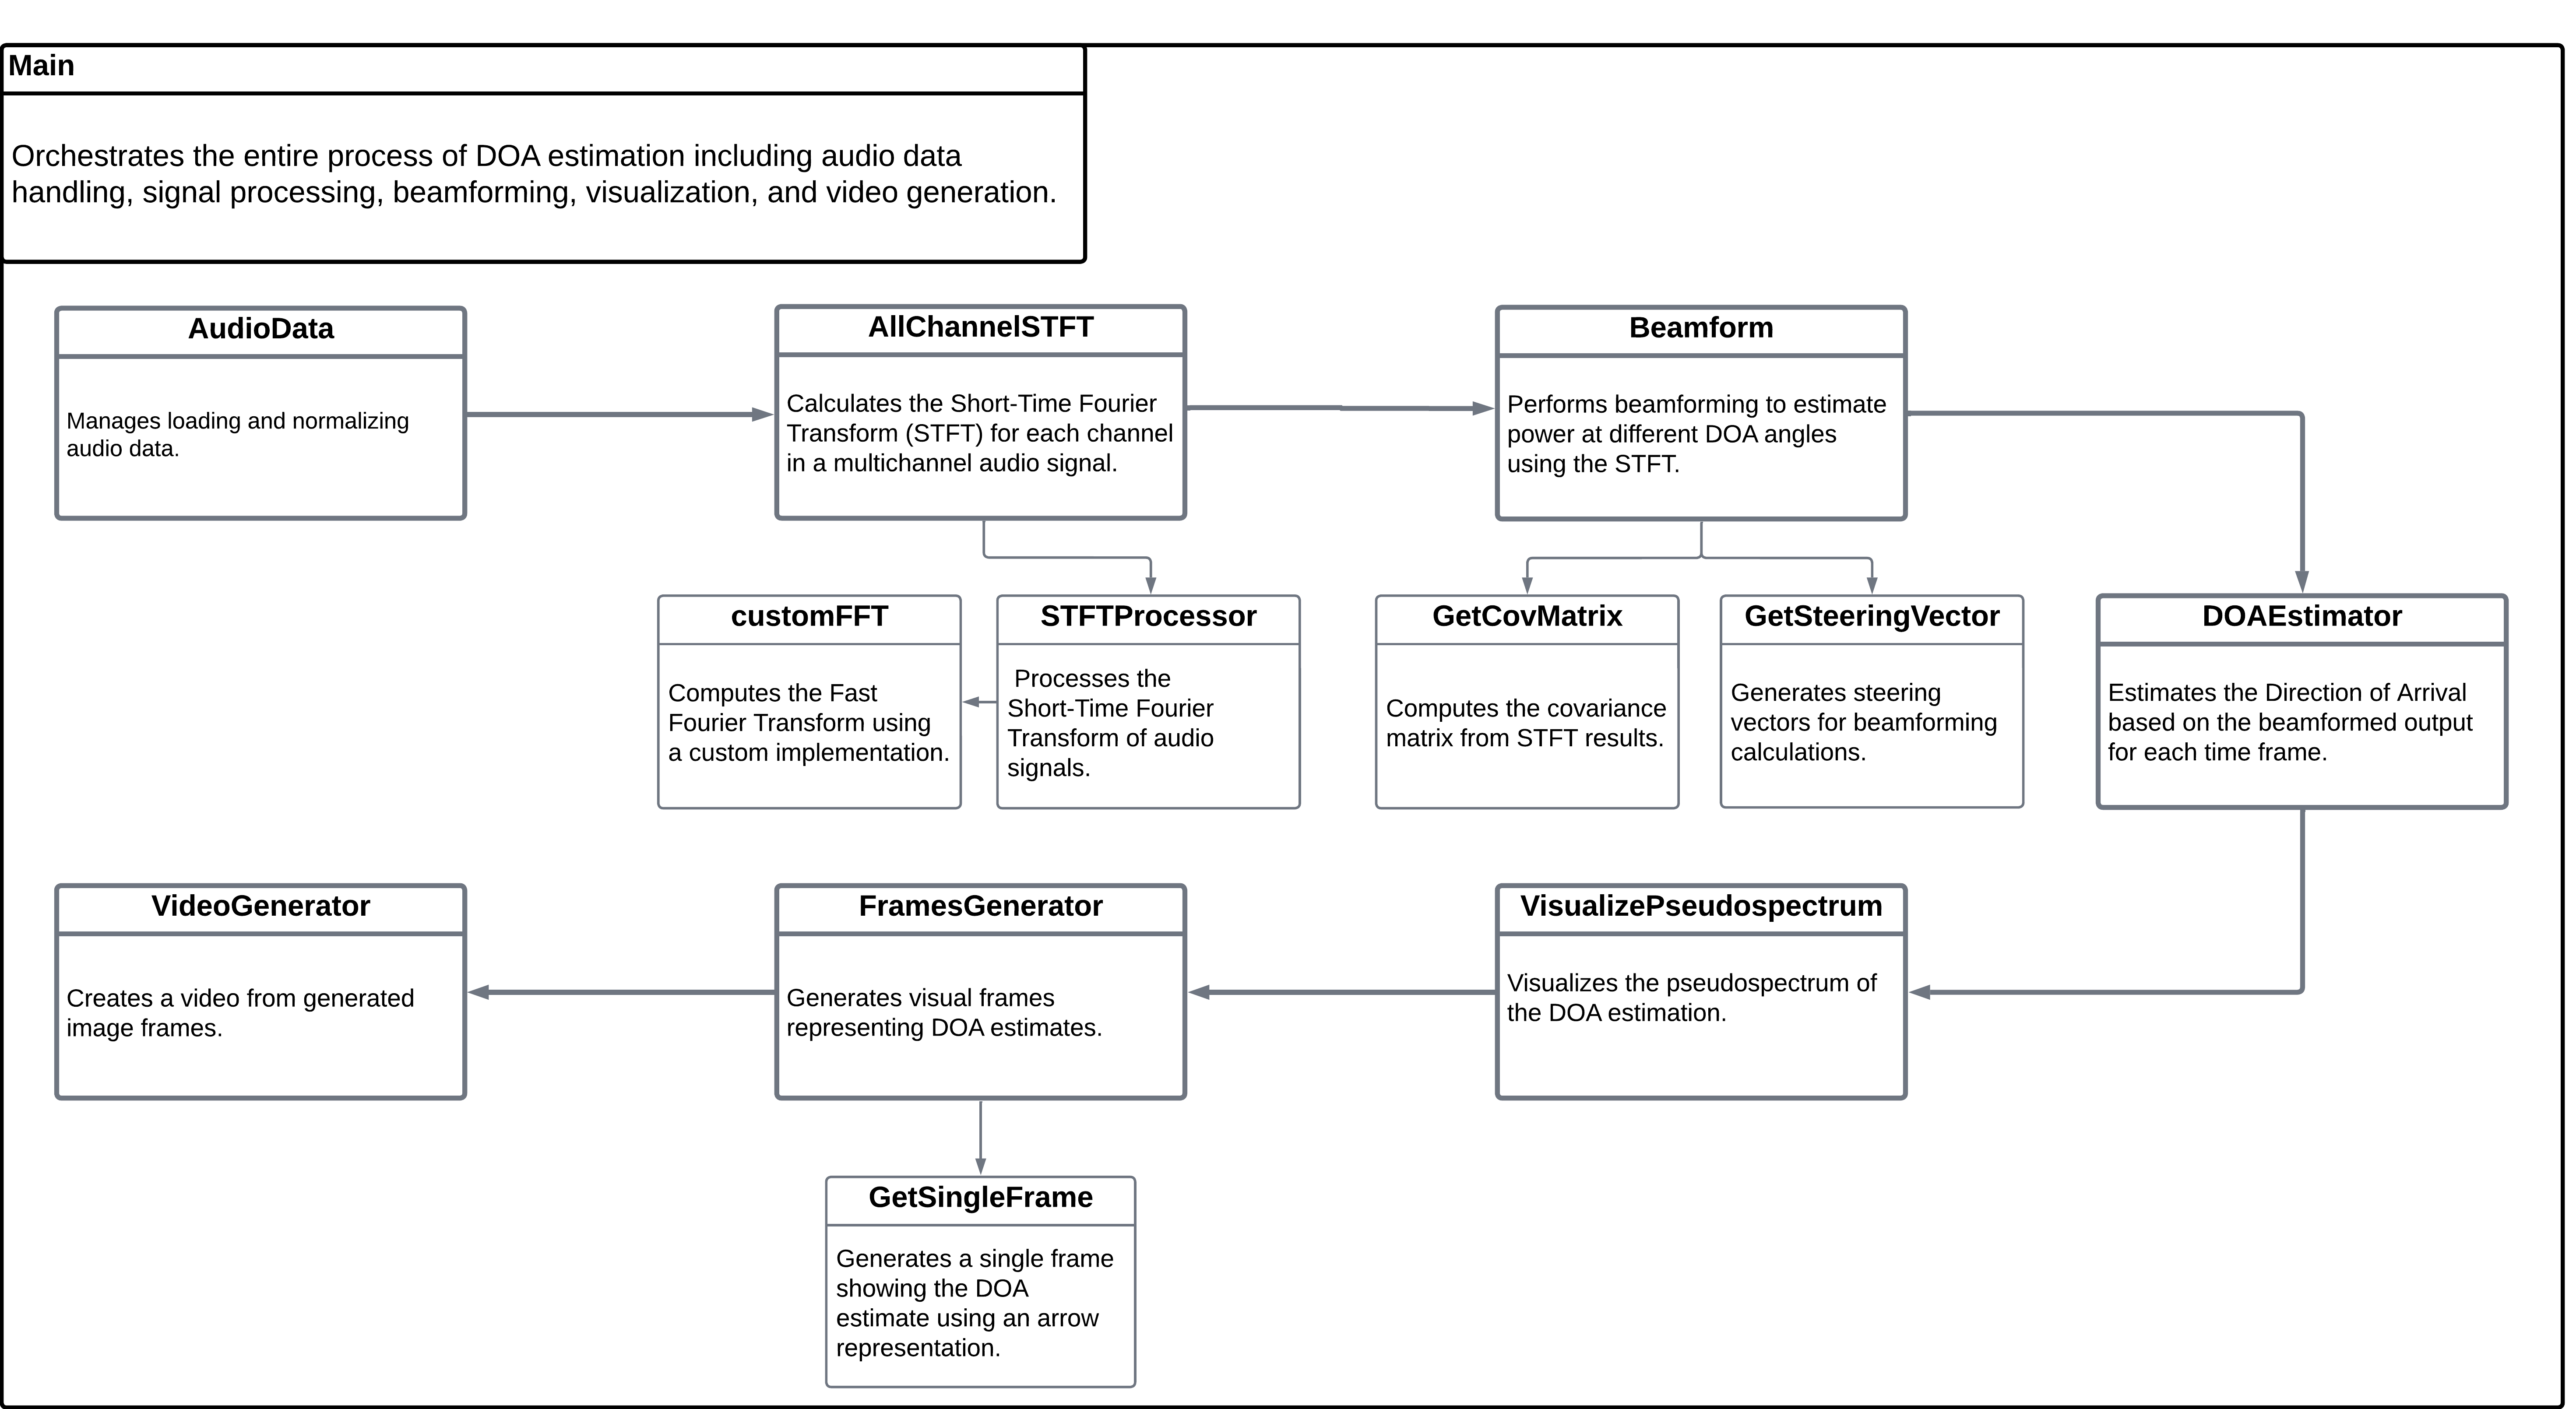 Main
Orchestrates the entire process of DOA estimation including audio data
handling, signal processing, beamforming, visualization, and video generation.
AudioData
Manages loading and normalizing
audio data.
AllChannelSTFT
Calculates the Short-Time Fourier
Transform (STFT) for each channel
in a multichannel audio signal.
Beamform
Performs beamforming to estimate
power at different DOA angles
using the STFT.
customFFT
Computes the Fast
Fourier Transform using
a custom implementation.
STFTProcessor
Processes the
Short-Time Fourier
Transform of audio
signals.
GetCovMatrix
Computes the covariance
matrix from STFT results.
GetSteeringVector
Generates steering
vectors for beamforming
calculations.
DOAEstimator
Estimates the Direction of Arrival
based on the beamformed output
for each time frame.
VideoGenerator
Creates a video from generated
image frames.
FramesGenerator
Generates visual frames
representing DOA estimates.
VisualizePseudospectrum
Visualizes the pseudospectrum of
the DOA estimation.
GetSingleFrame
Generates a single frame
showing the DOA
estimate using an arrow
representation.